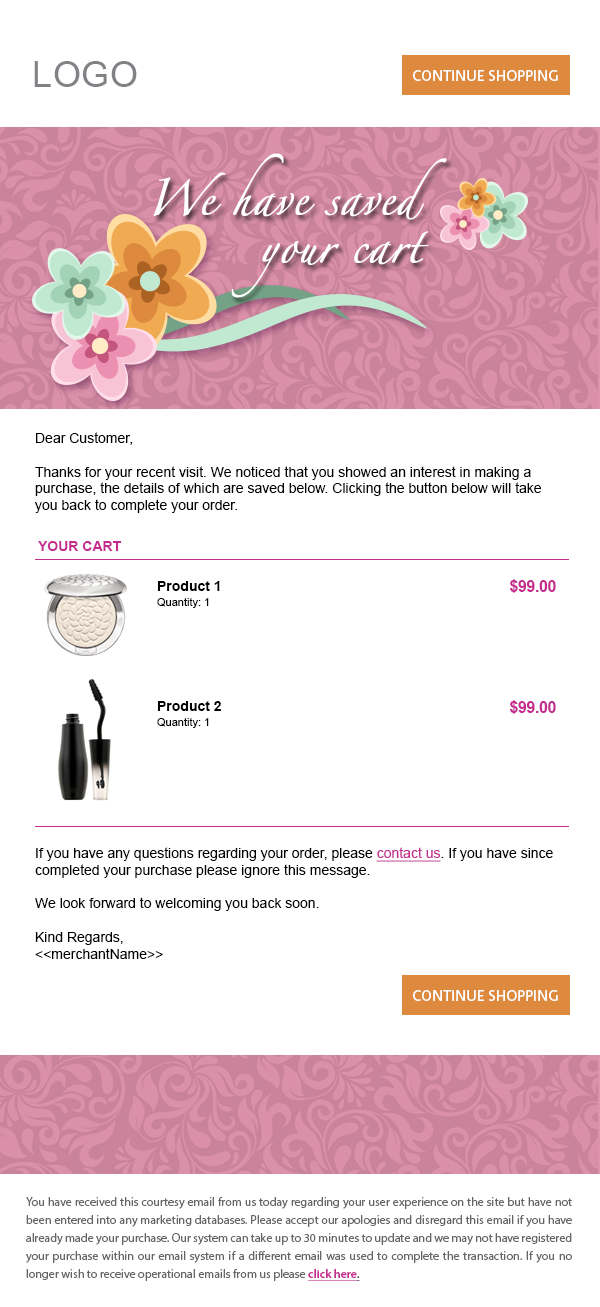 LOGO
CONTINUE SHOPPING
We have saved
your cart
Dear Customer,
Thanks for your recent visit. We noticed that you showed an interest in making a
purchase, the details of which are saved below. Clicking the button below will take
you back to complete your order.
YOUR CART
Product 1
$99.00
Quantity: 1
Product 2
$99.00
Quantity: 1
If you have any questions regarding your order, please contact us. If you have since
completed your purchase please ignore this message.
We look forward to welcoming you back soon.
Kind Regards,
<<merchantName>>
CONTINUE SHOPPING
You have received this courtesy email from us today regarding your user experience on the site but have not
been entered into any marketing databases. Please accept our apologies and disregard this email if you have
already made your purchase. Our system can take up to 30 minutes to update and we may not have registered
your purchase within our email system if a different email was used to complete the transaction. If you no
longer wish to receive operational emails from us please click here.